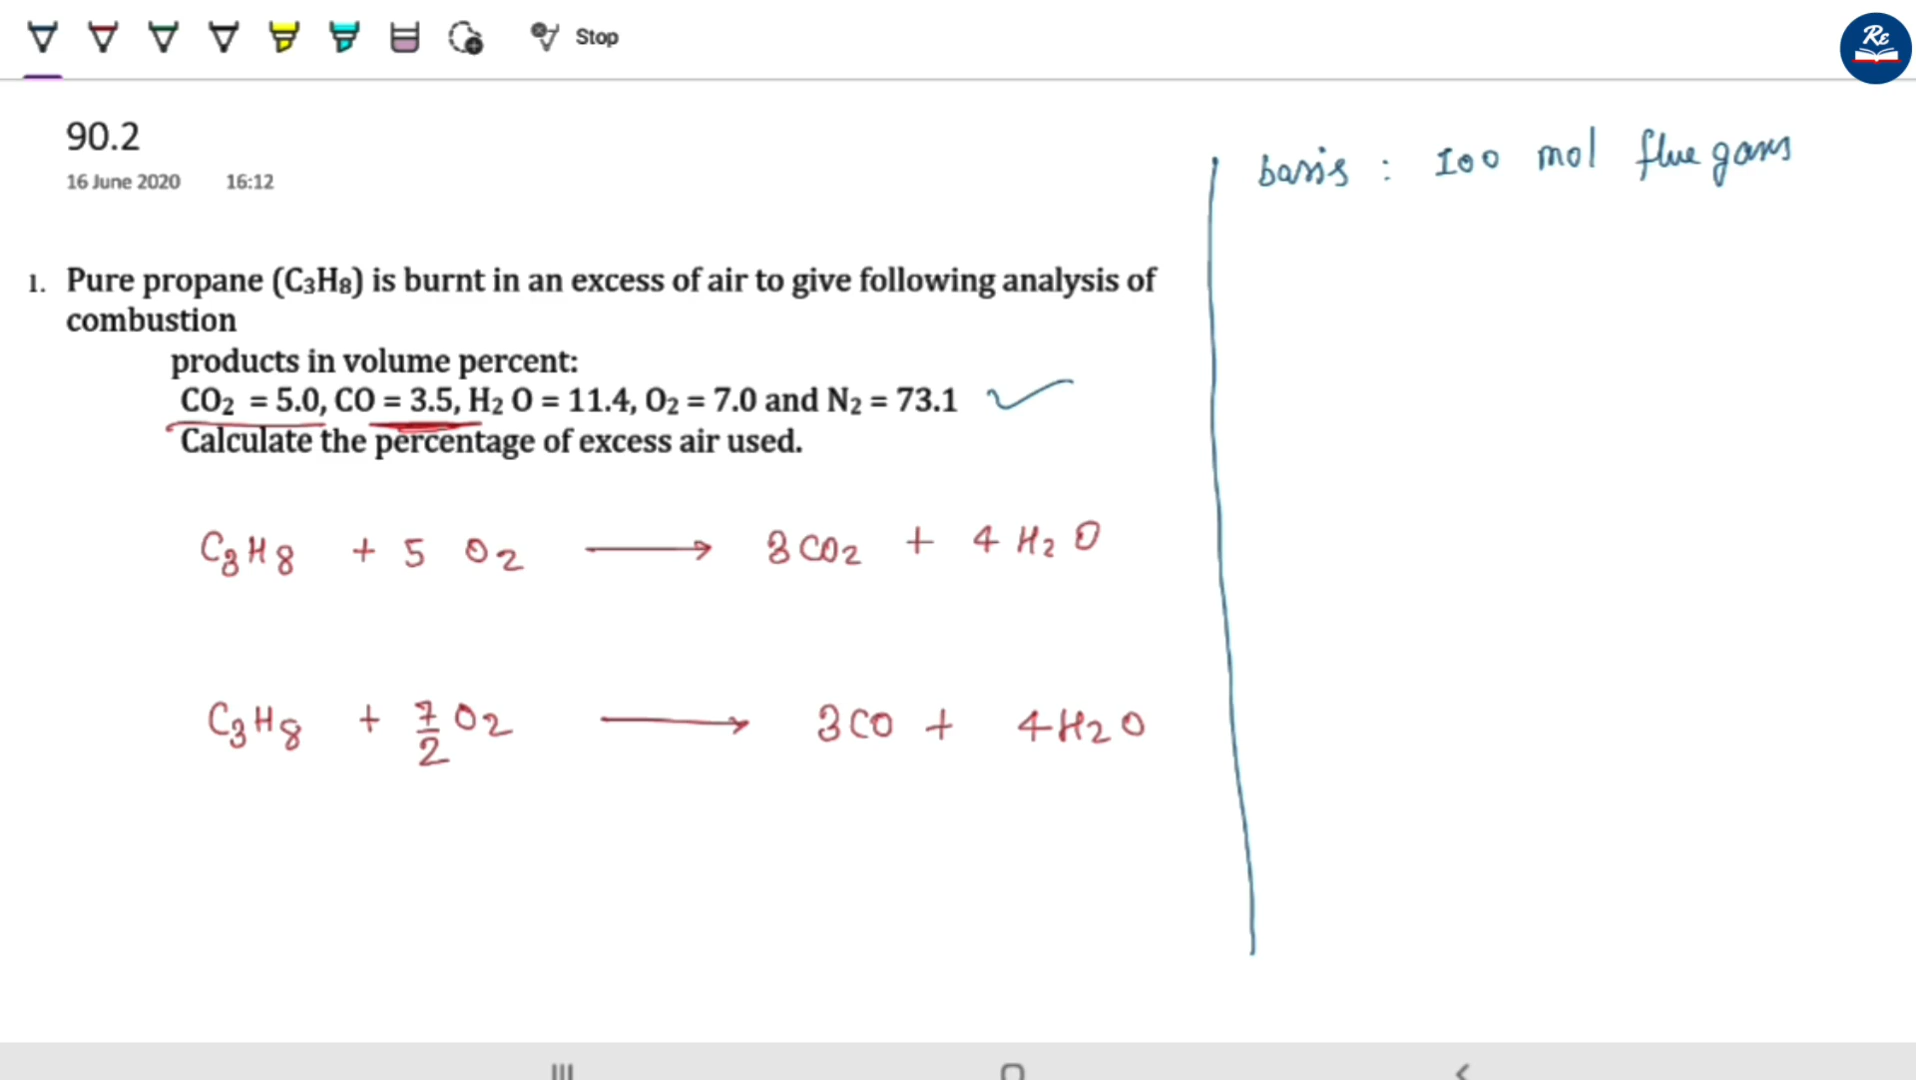 Stop
Rε
90.2
16 June 2020 16:12
basis : 100 mol flue gases
1. Pure propane (C₃H₈) is burnt in an excess of air to give following analysis of
combustion
products in volume percent:
CO₂ = 5.0, CO = 3.5, H₂ O = 11.4, O₂ = 7.0 and N₂ = 73.1
Calculate the percentage of excess air used.
C₃H₈ + 5 O₂ ⟶ 3CO₂ + 4 H₂O
C₃H₈ + 7/2 O₂ ⟶ 3CO + 4H₂O